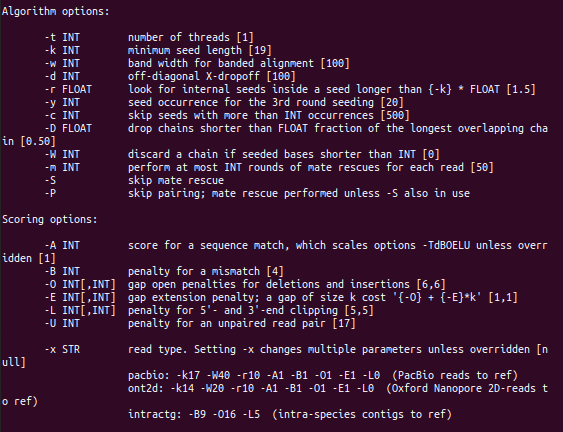 Algorithm options:
-t INT        number of threads [1]
-k INT        minimum seed length [19]
-w INT        band width for banded alignment [100]
-d INT        off-diagonal X-dropoff [100]
-r FLOAT      look for internal seeds inside a seed longer than {-k} * FLOAT [1.5]
-y INT        seed occurrence for the 3rd round seeding [20]
-c INT        skip seeds with more than INT occurrences [500]
-D FLOAT      drop chains shorter than FLOAT fraction of the longest overlapping cha
in [0.50]
-W INT        discard a chain if seeded bases shorter than INT [0]
-m INT        perform at most INT rounds of mate rescues for each read [50]
-S            skip mate rescue
-P            skip pairing; mate rescue performed unless -S also in use
Scoring options:
-A INT        score for a sequence match, which scales options -TdBOELU unless overr
idden [1]
-B INT        penalty for a mismatch [4]
-O INT[,INT]  gap open penalties for deletions and insertions [6,6]
-E INT[,INT]  gap extension penalty; a gap of size k cost '{-O} + {-E}*k' [1,1]
-L INT[,INT]  penalty for 5'- and 3'-end clipping [5,5]
-U INT        penalty for an unpaired read pair [17]
-x STR        read type. Setting -x changes multiple parameters unless overridden [n
ull]
pacbio: -k17 -W40 -r10 -A1 -B1 -O1 -E1 -L0  (PacBio reads to ref)
ont2d: -k14 -W20 -r10 -A1 -B1 -O1 -E1 -L0  (Oxford Nanopore 2D-reads t
o ref)
intractg: -B9 -O16 -L5  (intra-species contigs to ref)